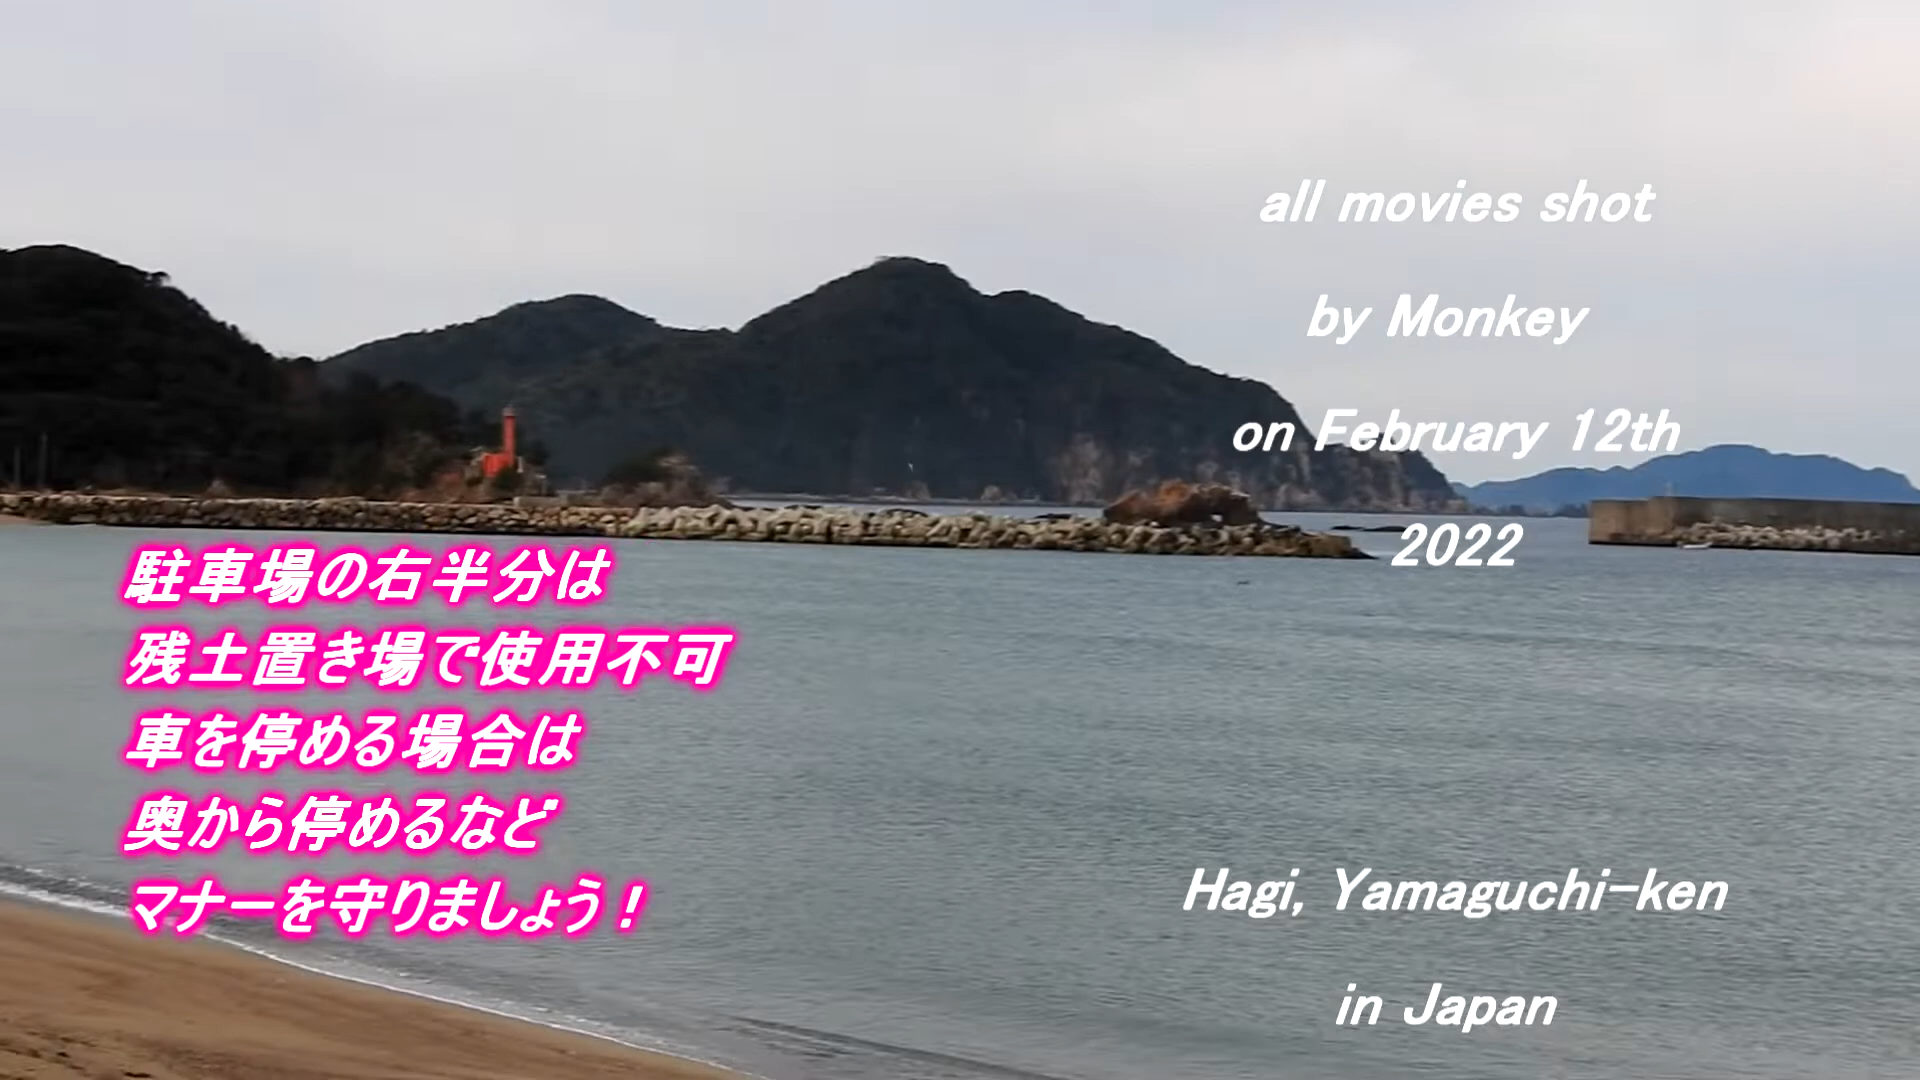 all movies shot
by Monkey
on February 12th
2022
駐車場の右半分は
残土置き場で使用不可
車を停める場合は
奥から停めるなど
マナーを守りましょう！
Hagi, Yamaguchi-ken
in Japan